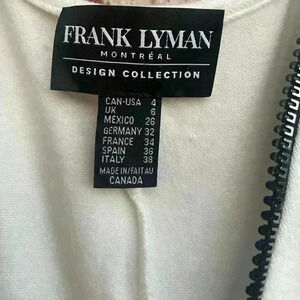 FRANK LYMAN
MONTRÉAL
DESIGN COLLECTION
CAN-USA 4
UK 6
MEXICO 26
GERMANY 32
FRANCE 34
SPAIN 36
ITALY 38
MADE IN/FAIT AU
CANADA